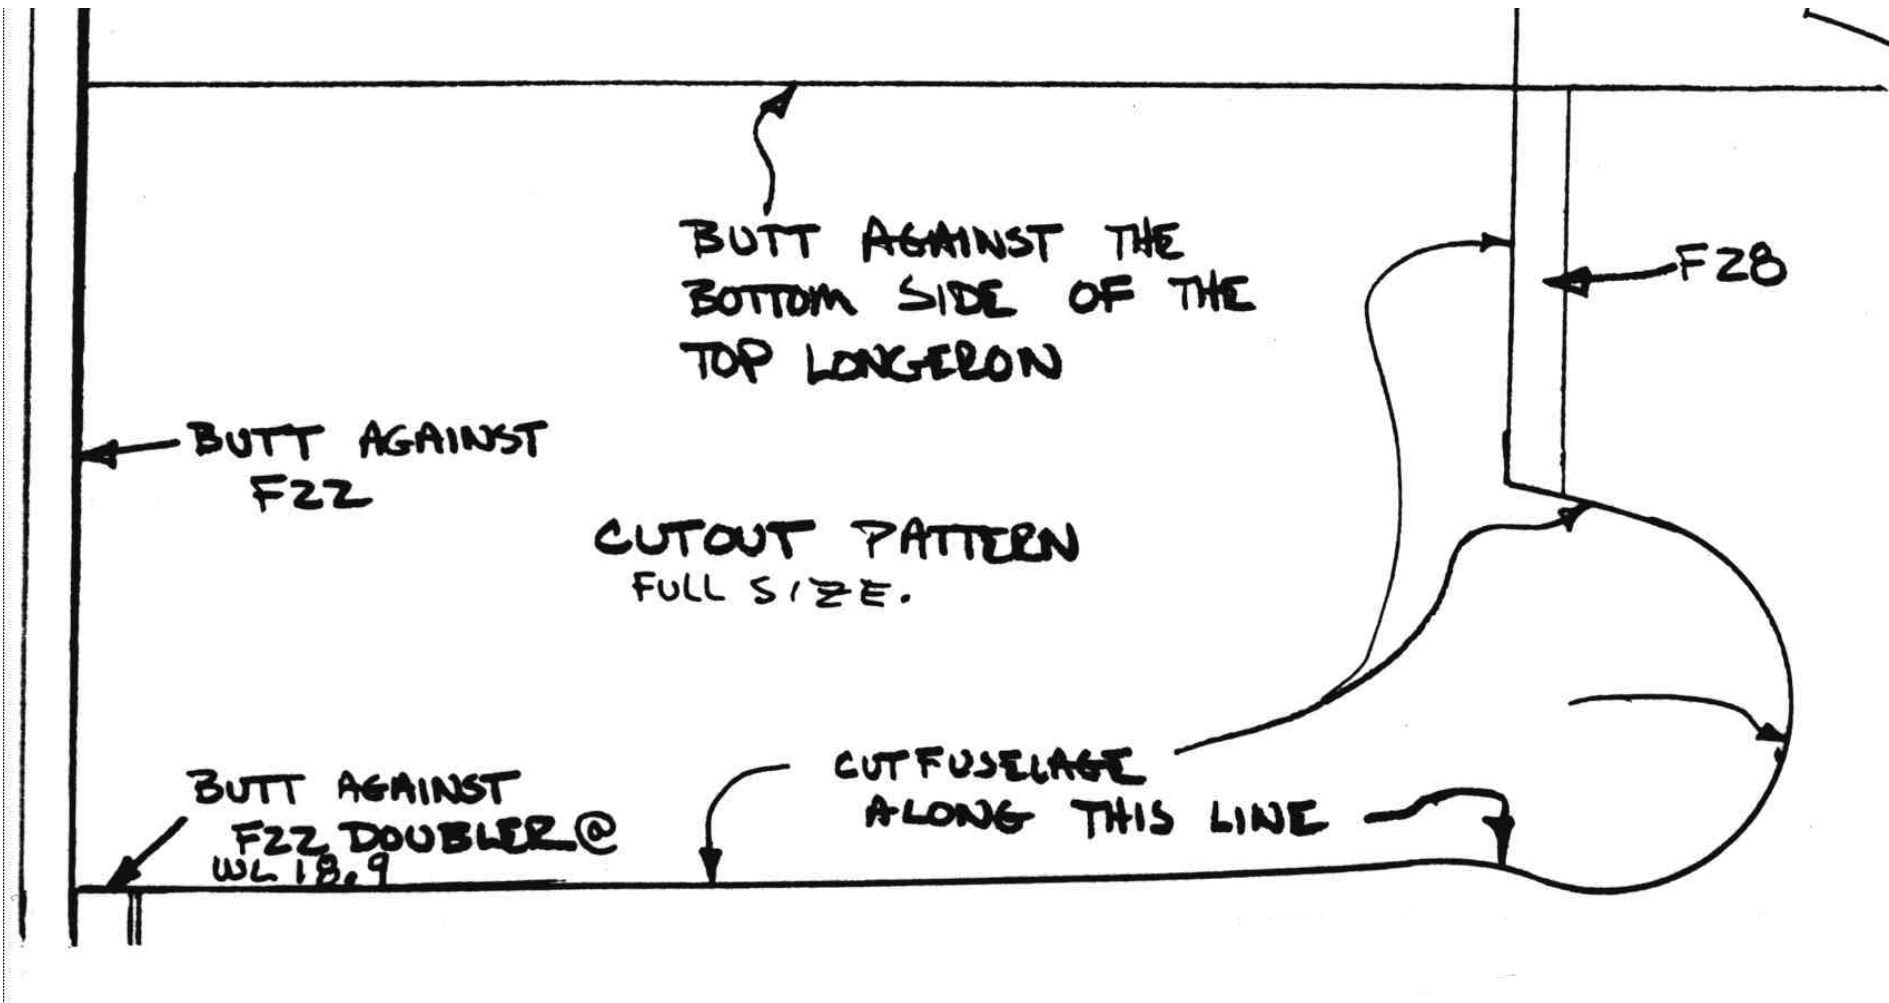 BUTT AGAINST THE
BOTTOM SIDE OF THE
TOP LONGERON
F28
BUTT AGAINST
F22
CUTOUT PATTERN
FULL SIZE.
CUT FUSELAGE
ALONG THIS LINE
BUTT AGAINST
F22 DOUBLER @
WL 18.9